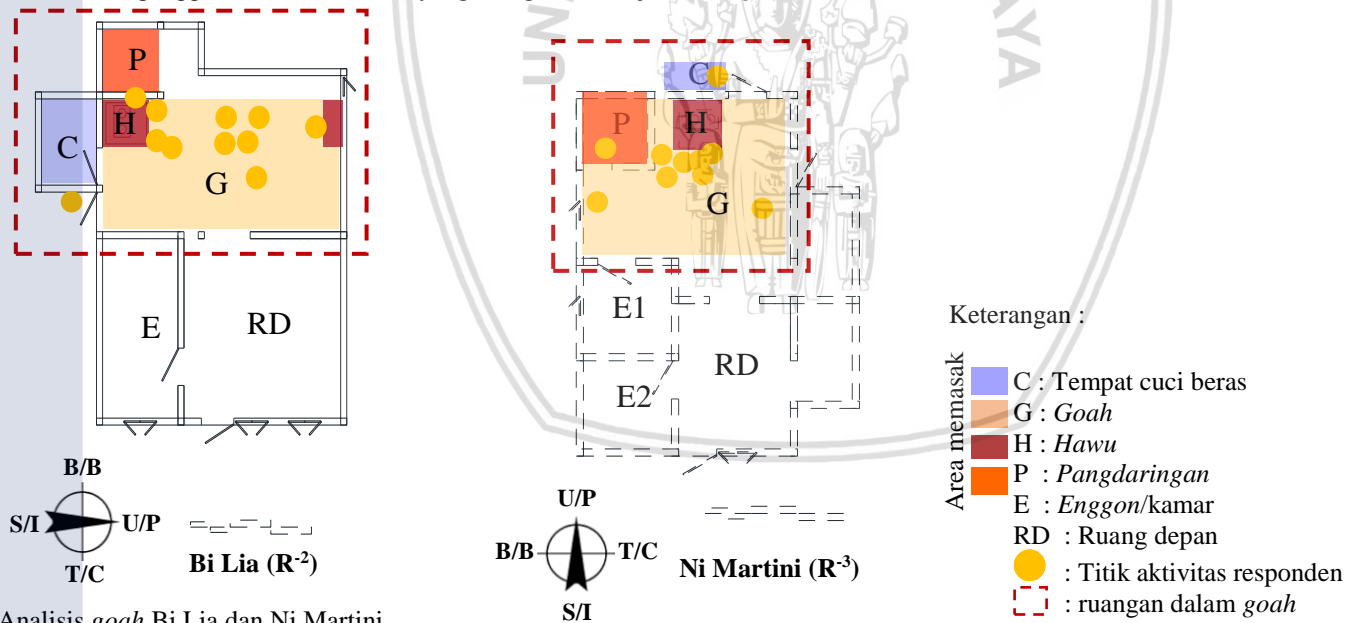 P
H
C
G
E
RD
B/B
S/I
U/P
T/C
Bi Lia (R-2)
C
P
H
G
E1
E2
RD
U/P
B/B
T/C
S/I
Ni Martini (R-3)
AYA
Keterangan :
Area memasak
C : Tempat cuci beras
G : Goah
H : Hawu
P : Pangdaringan
E : Enggon/kamar
RD : Ruang depan
: Titik aktivitas responden
: ruangan dalam goah
Analisis goah Bi Lia dan Ni Martini